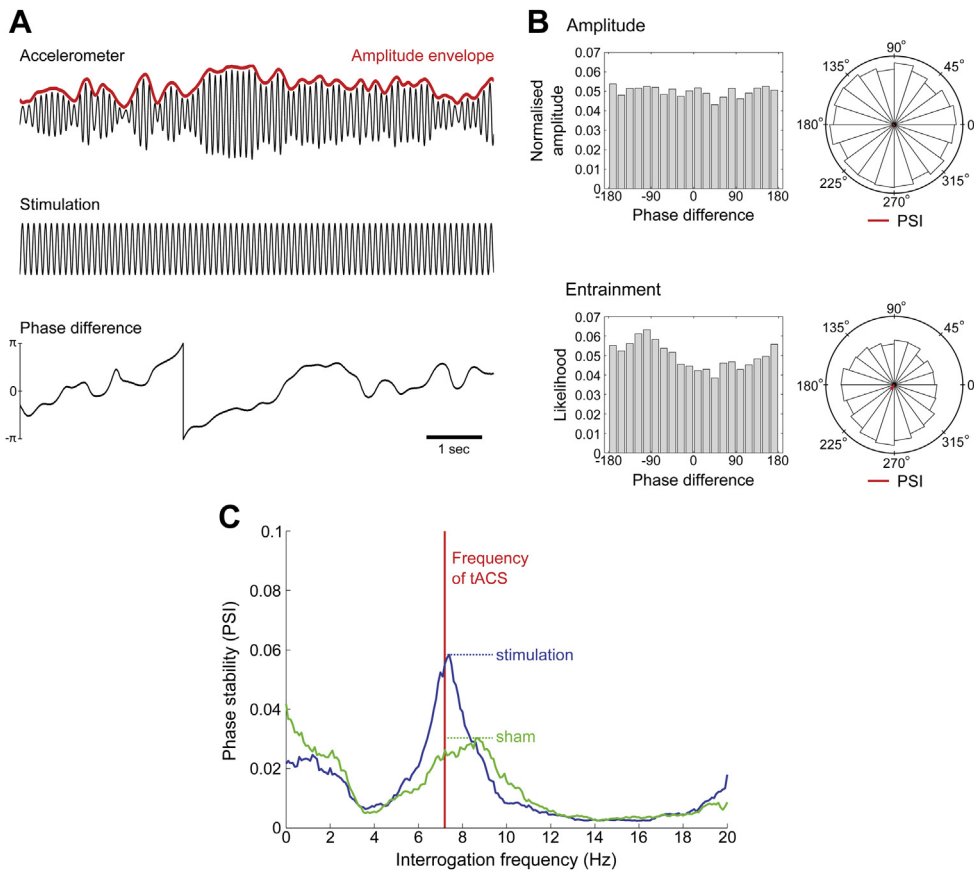 A
Accelerometer
Amplitude envelope
Stimulation
Phase difference
π
0
-π
1 sec
B
Amplitude
0.07
0.06
0.05
0.04
0.03
0.02
0.01
0
Normalised
amplitude
-180 -90 0 90 180
Phase difference
90°
135° 45°
180° 0
225° 315°
270°
PSI
Entrainment
0.07
0.06
0.05
0.04
0.03
0.02
0.01
0
Likelihood
-180 -90 0 90 180
Phase difference
90°
135° 45°
180° 0
225° 315°
270°
PSI
C
0.1
0.08
0.06
0.04
0.02
0
Phase stability (PSI)
Frequency
of tACS
stimulation
sham
0 2 4 6 8 10 12 14 16 18 20
Interrogation frequency (Hz)